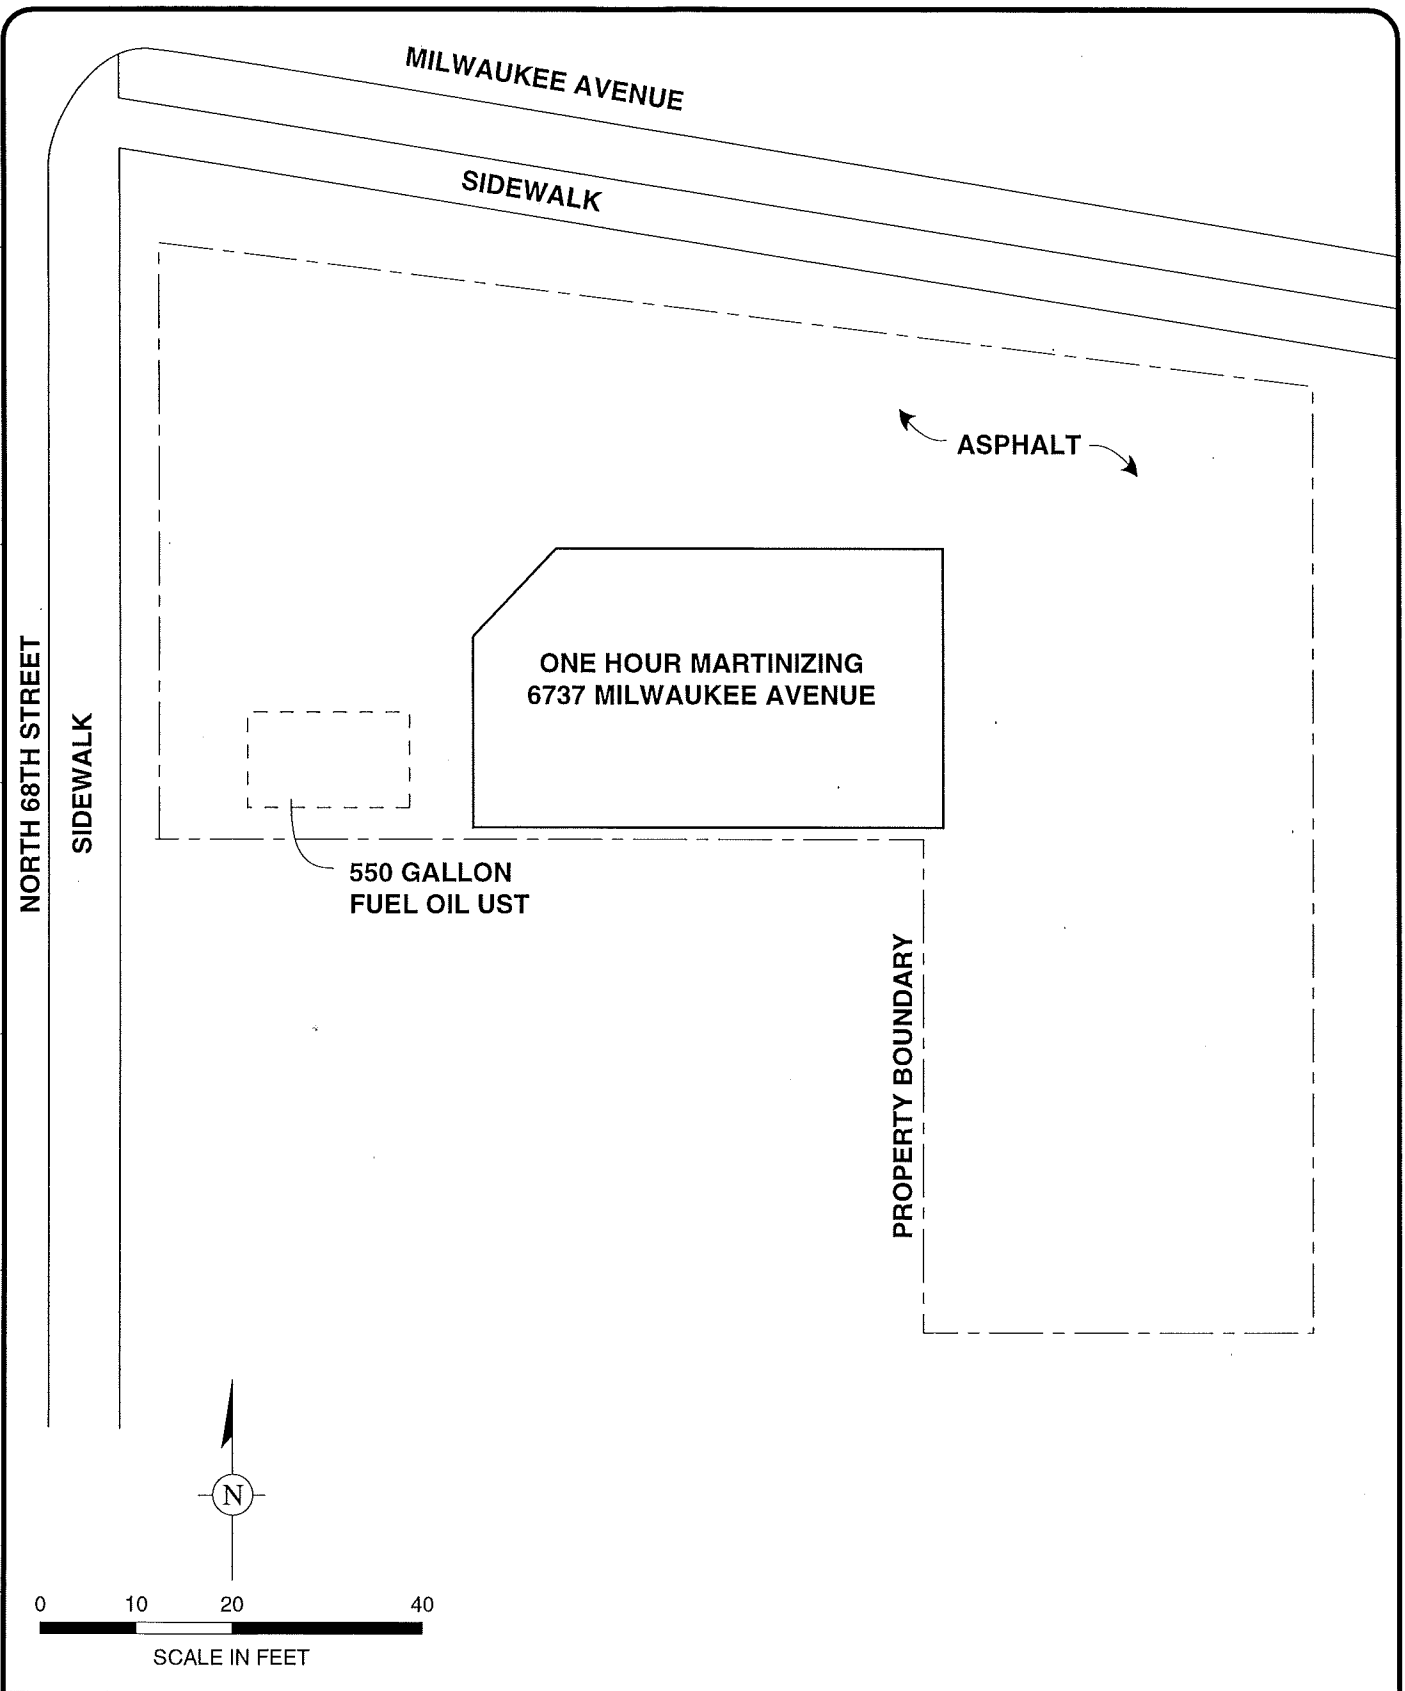 MILWAUKEE AVENUE
SIDEWALK
ASPHALT
ONE HOUR MARTINIZING
6737 MILWAUKEE AVENUE
NORTH 68TH STREET
SIDEWALK
550 GALLON
FUEL OIL UST
PROPERTY BOUNDARY
N
0 10 20 40
SCALE IN FEET